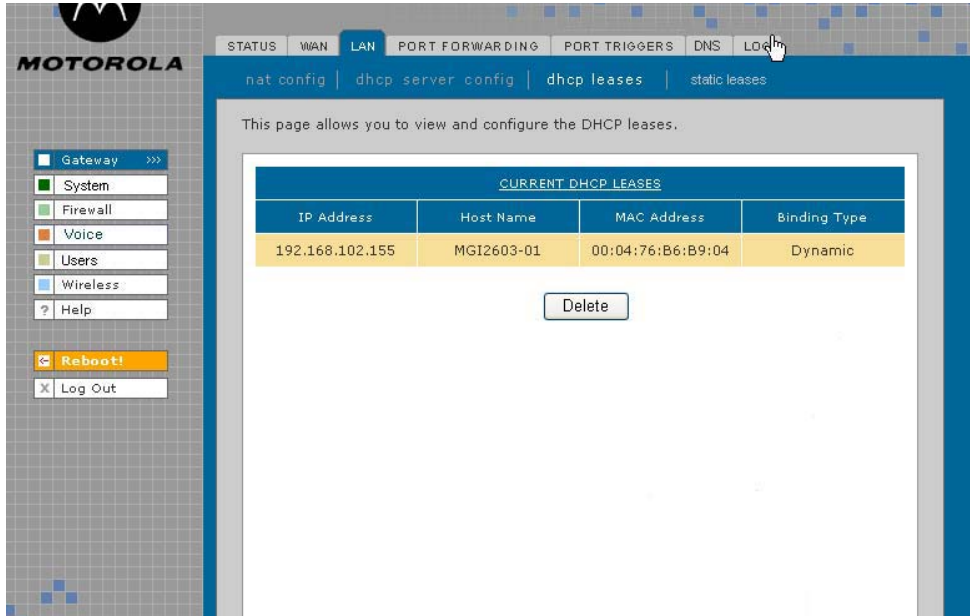 MOTOROLA
STATUS WAN LAN PORT FORWARDING PORT TRIGGERS DNS
nat config dhcp server config dhcp leases static leases
This page allows you to view and configure the DHCP leases.
Gateway >>>
System
Firewall
Voice
Users
Wireless
? Help
Reboot!
X Log Out
CURRENT DHCP LEASES
IP Address Host Name MAC Address Binding Type
192.168.102.155 MGI2603-01 00:04:76:B6:B9:04 Dynamic
Delete